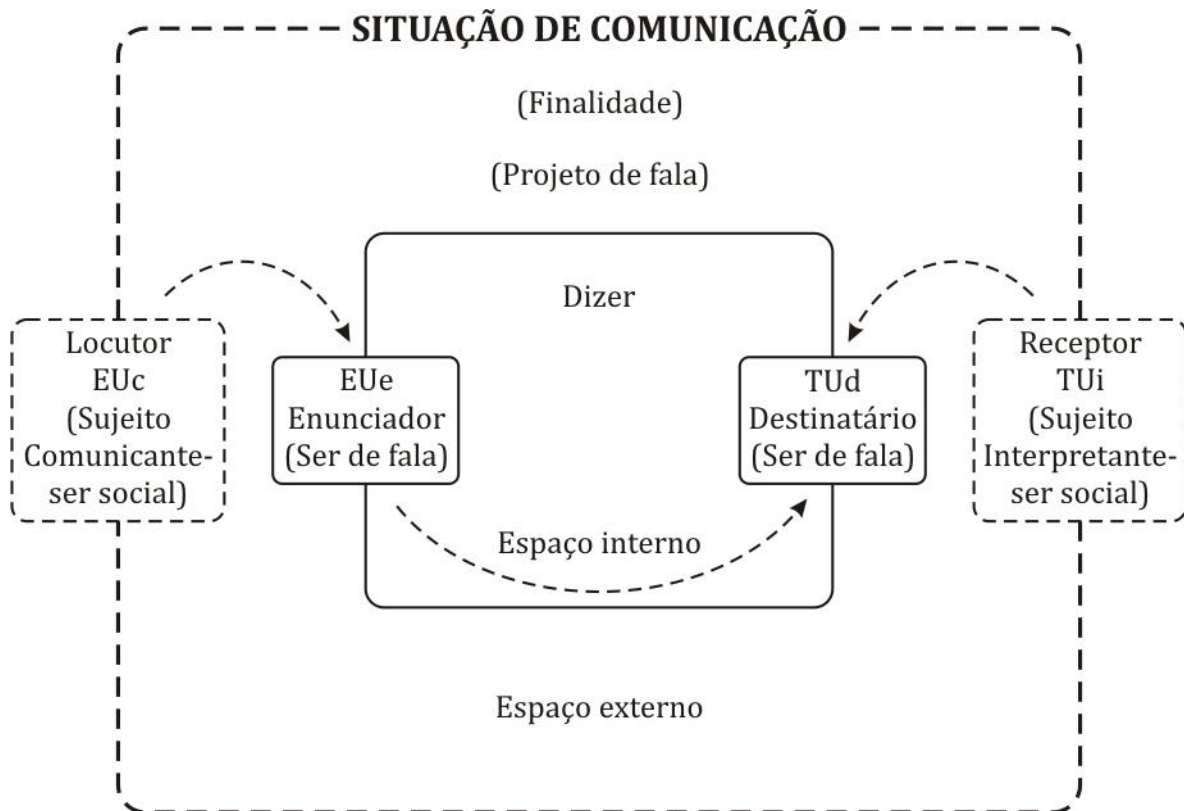 SITUAÇÃO DE COMUNICAÇÃO
(Finalidade)
(Projeto de fala)
Dizer
Locutor
EUc
(Sujeito
Comunicante-
ser social)
EUe
Enunciador
(Ser de fala)
TUd
Destinatário
(Ser de fala)
Receptor
TUi
(Sujeito
Interpretante-
ser social)
Espaço interno
Espaço externo